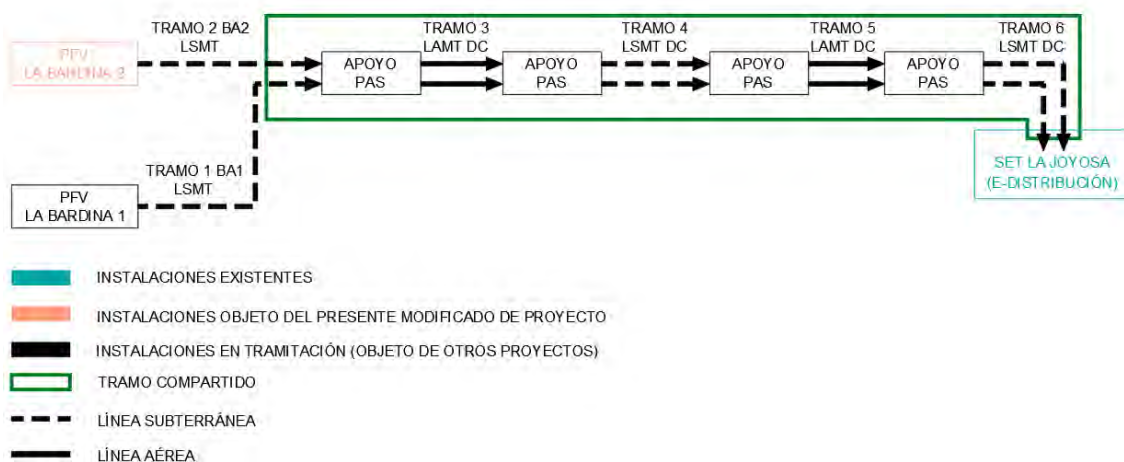 TRAMO 2 BA2
LSMT
TRAMO 3
LAMT DC
TRAMO 4
LSMT DC
TRAMO 5
LAMT DC
TRAMO 6
LSMT DC
PFV
LA BARDINA 2
APOYO
PAS
APOYO
PAS
APOYO
PAS
APOYO
PAS
TRAMO 1 BA1
LSMT
SET LA JOYOSA
(E-DISTRIBUCIÓN)
PFV
LA BARDINA 1
INSTALACIONES EXISTENTES
INSTALACIONES OBJETO DEL PRESENTE MODIFICADO DE PROYECTO
INSTALACIONES EN TRAMITACIÓN (OBJETO DE OTROS PROYECTOS)
TRAMO COMPARTIDO
LÍNEA SUBTERRÁNEA
LÍNEA AÉREA